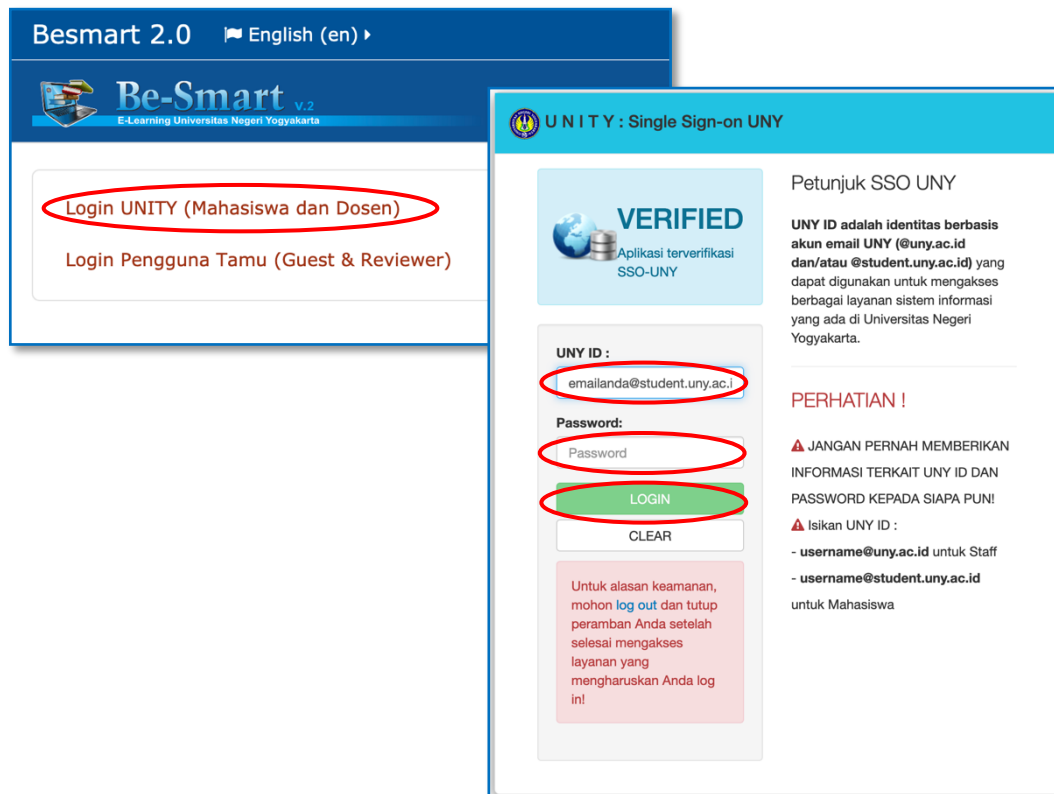 Besmart 2.0 English (en)
Be-Smart v.2
E-Learning Universitas Negeri Yogyakarta
Login UNITY (Mahasiswa dan Dosen)
Login Pengguna Tamu (Guest & Reviewer)
U N I T Y : Single Sign-on UNY
VERIFIED
Aplikasi terverifikasi
SSO-UNY
UNY ID :
emailanda@student.uny.ac.i
Password:
Password
LOGIN
CLEAR
Untuk alasan keamanan,
mohon log out dan tutup
peramban Anda setelah
selesai mengakses
layanan yang
mengharuskan Anda log
in!
Petunjuk SSO UNY
UNY ID adalah identitas berbasis
akun email UNY (@uny.ac.id
dan/atau @student.uny.ac.id) yang
dapat digunakan untuk mengakses
berbagai layanan sistem informasi
yang ada di Universitas Negeri
Yogyakarta.
PERHATIAN !
JANGAN PERNAH MEMBERIKAN
INFORMASI TERKAIT UNY ID DAN
PASSWORD KEPADA SIAPA PUN!
Isikan UNY ID :
- username@uny.ac.id untuk Staff
- username@student.uny.ac.id
untuk Mahasiswa